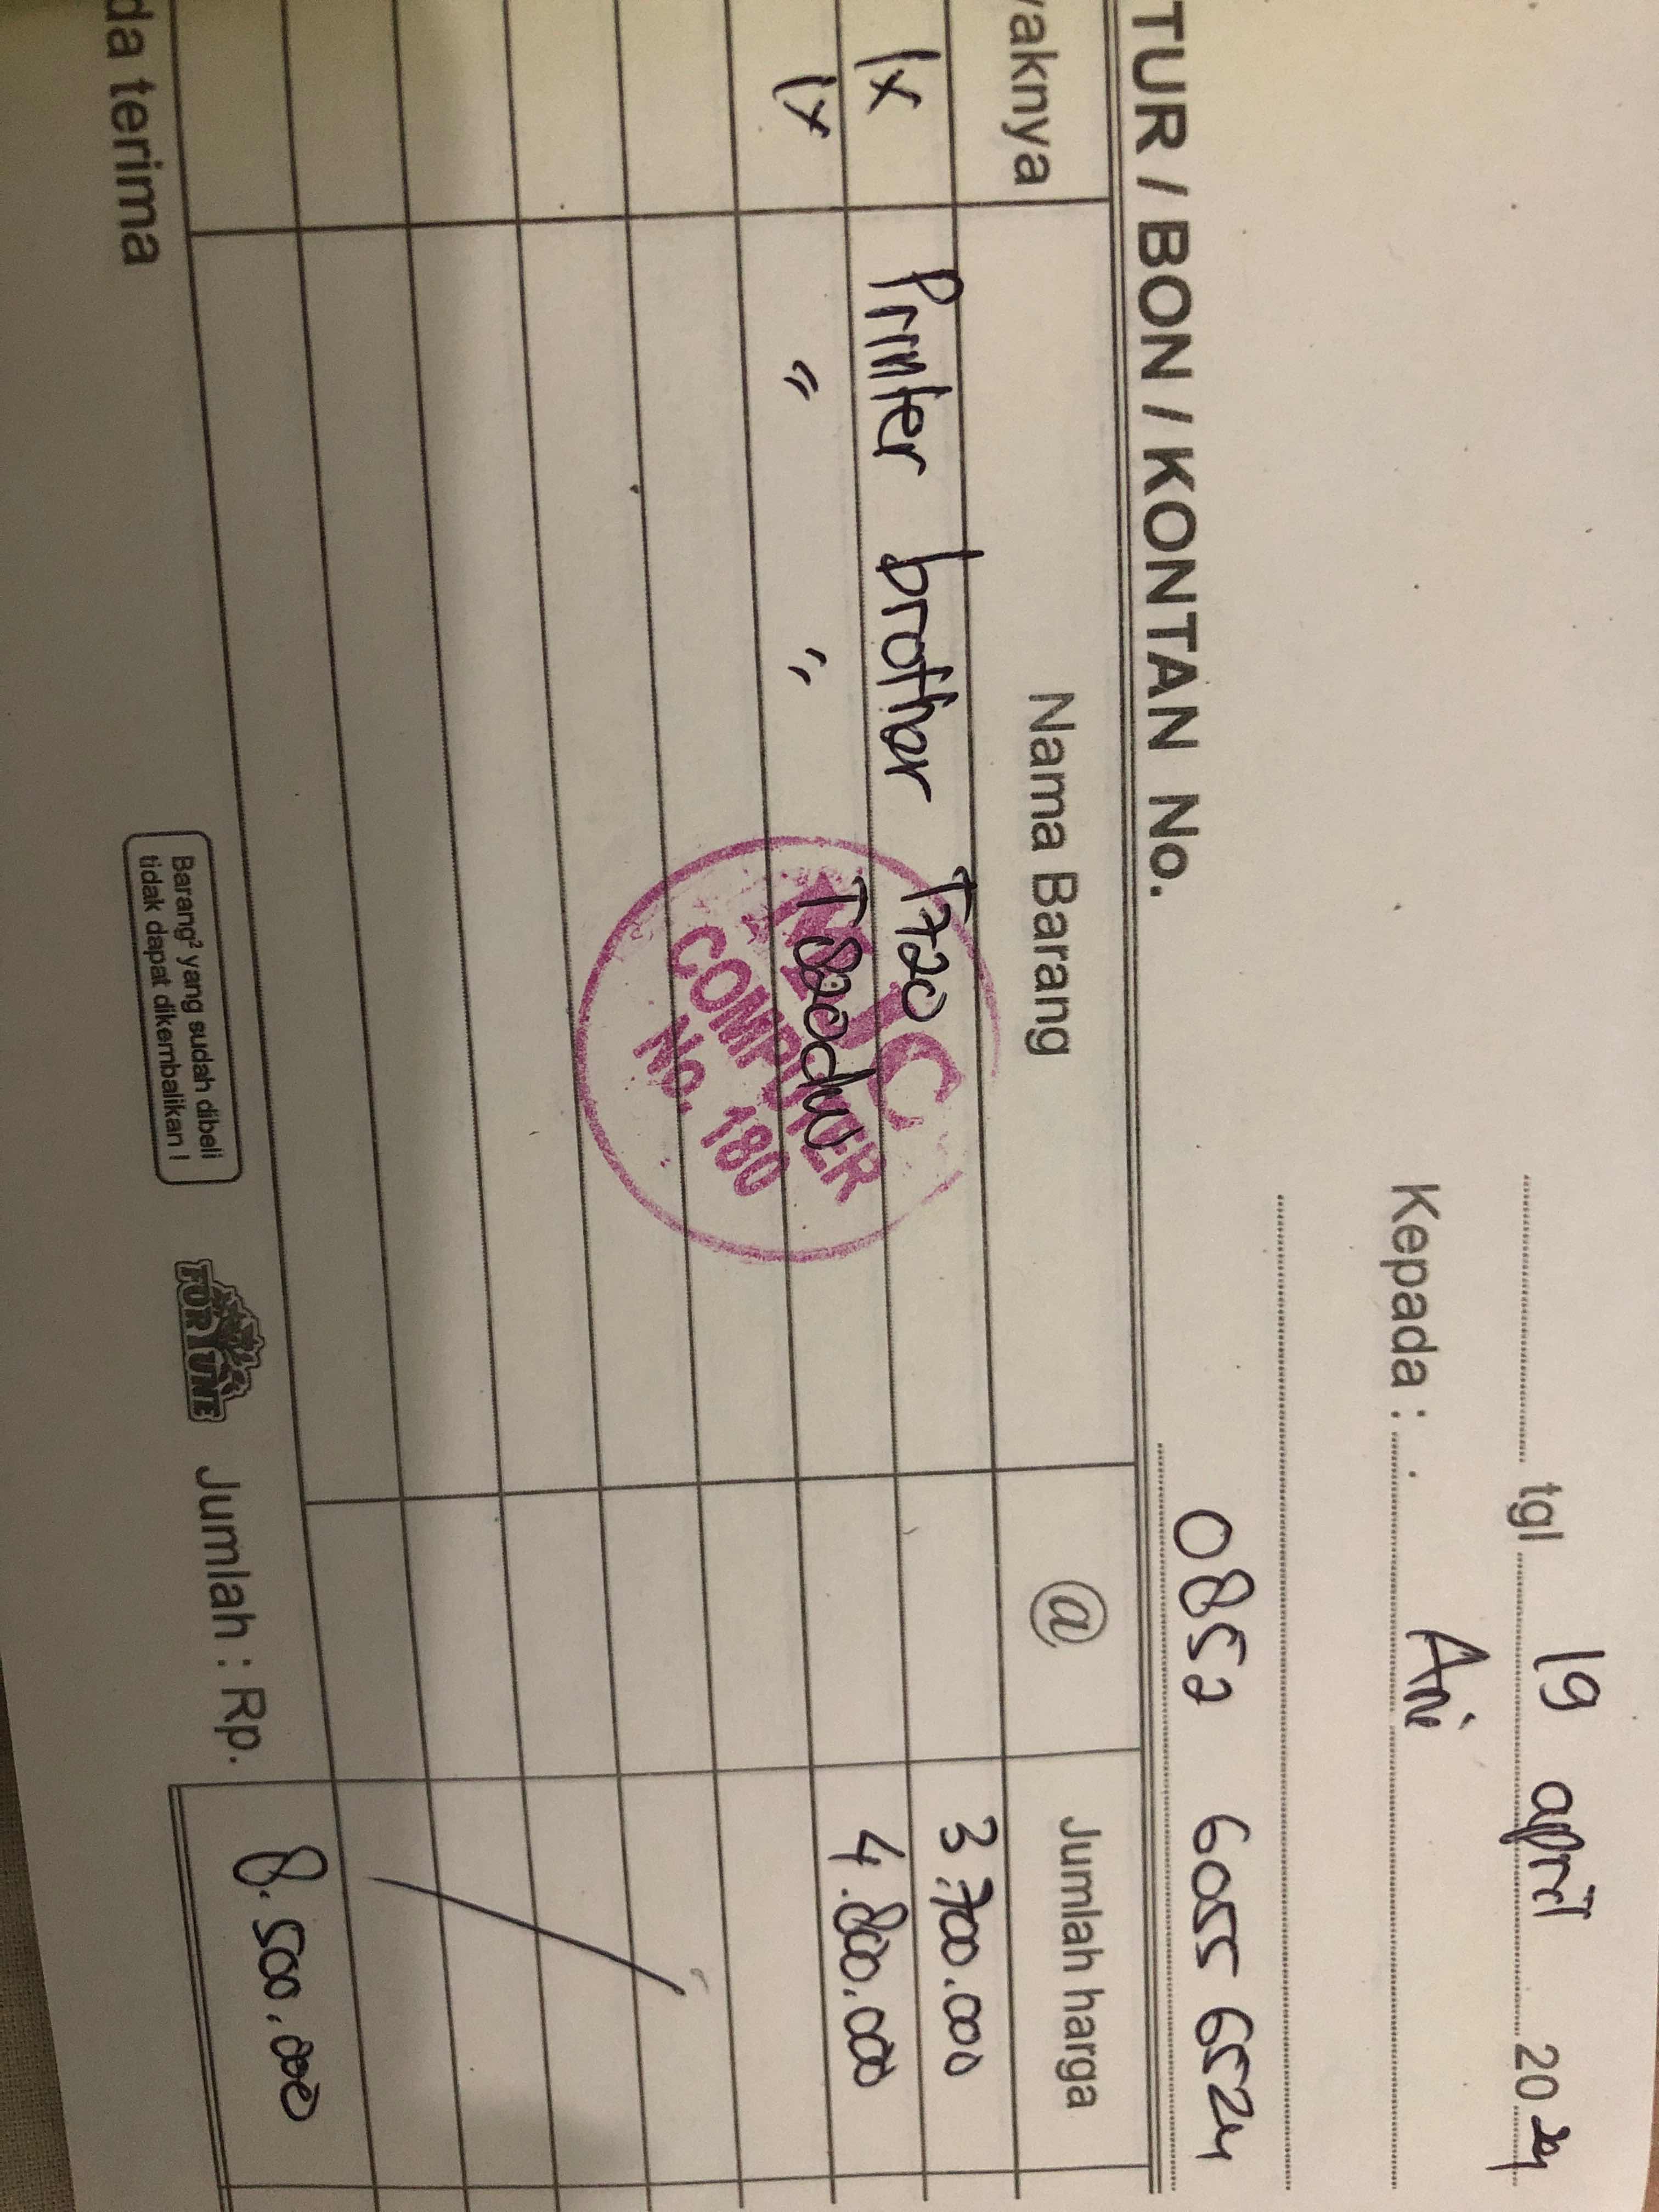 tgl 19 april 2024
Kepada : Ani
0852 6055 6524
TUR / BON / KONTAN No.
yaknya Nama Barang @ Jumlah harga
1x Printer brother T720 3.700.000
1x " " T820dw 4.800.000
COMPUTER
No. 180
da terima
Barang² yang sudah dibeli
tidak dapat dikembalikan !
FORTUNE
Jumlah : Rp. 8.500.000